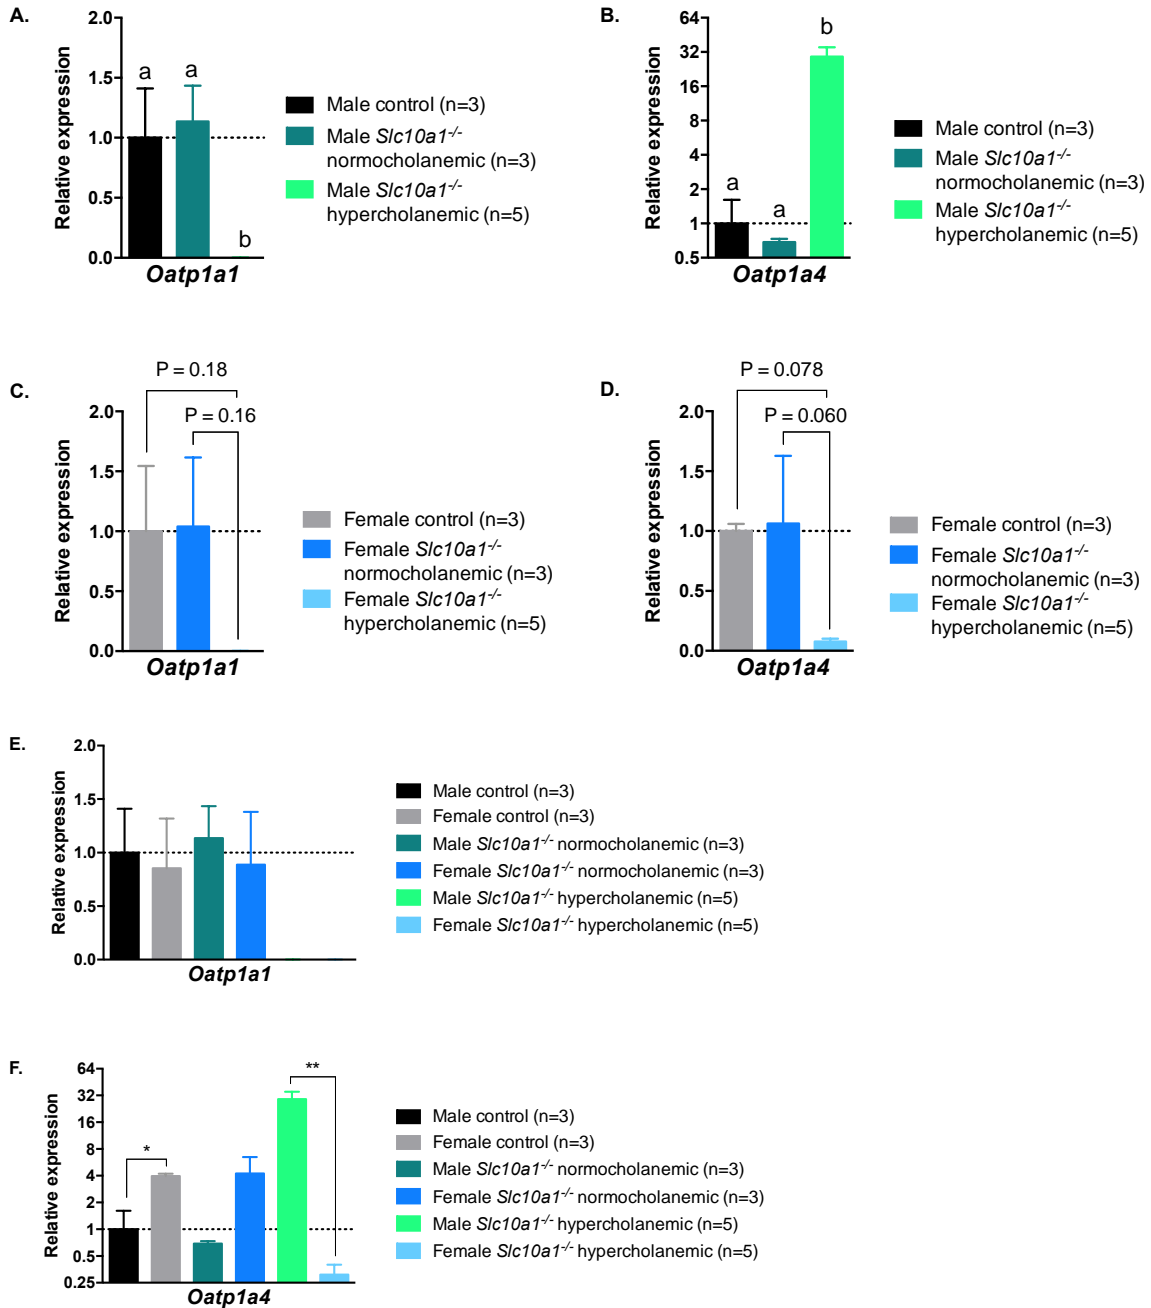 A.
2.0
1.5
1.0
0.5
0.0
Relative expression
a
a
b
Oatp1a1
Male control (n=3)
Male Slc10a1-/-
normocholanemic (n=3)
Male Slc10a1-/-
hypercholanemic (n=5)
B.
64
32
16
8
4
2
1
0.5
Relative expression
a
a
b
Oatp1a4
Male control (n=3)
Male Slc10a1-/-
normocholanemic (n=3)
Male Slc10a1-/-
hypercholanemic (n=5)
C.
P = 0.18
P = 0.16
2.0
1.5
1.0
0.5
0.0
Relative expression
Oatp1a1
Female control (n=3)
Female Slc10a1-/-
normocholanemic (n=3)
Female Slc10a1-/-
hypercholanemic (n=5)
D.
P = 0.078
P = 0.060
2.0
1.5
1.0
0.5
0.0
Relative expression
Oatp1a4
Female control (n=3)
Female Slc10a1-/-
normocholanemic (n=3)
Female Slc10a1-/-
hypercholanemic (n=5)
E.
2.0
1.5
1.0
0.5
0.0
Relative expression
Oatp1a1
Male control (n=3)
Female control (n=3)
Male Slc10a1-/- normocholanemic (n=3)
Female Slc10a1-/- normocholanemic (n=3)
Male Slc10a1-/- hypercholanemic (n=5)
Female Slc10a1-/- hypercholanemic (n=5)
F.
64
32
16
8
4
2
1
0.5
0.25
Relative expression
*
**
Oatp1a4
Male control (n=3)
Female control (n=3)
Male Slc10a1-/- normocholanemic (n=3)
Female Slc10a1-/- normocholanemic (n=3)
Male Slc10a1-/- hypercholanemic (n=5)
Female Slc10a1-/- hypercholanemic (n=5)